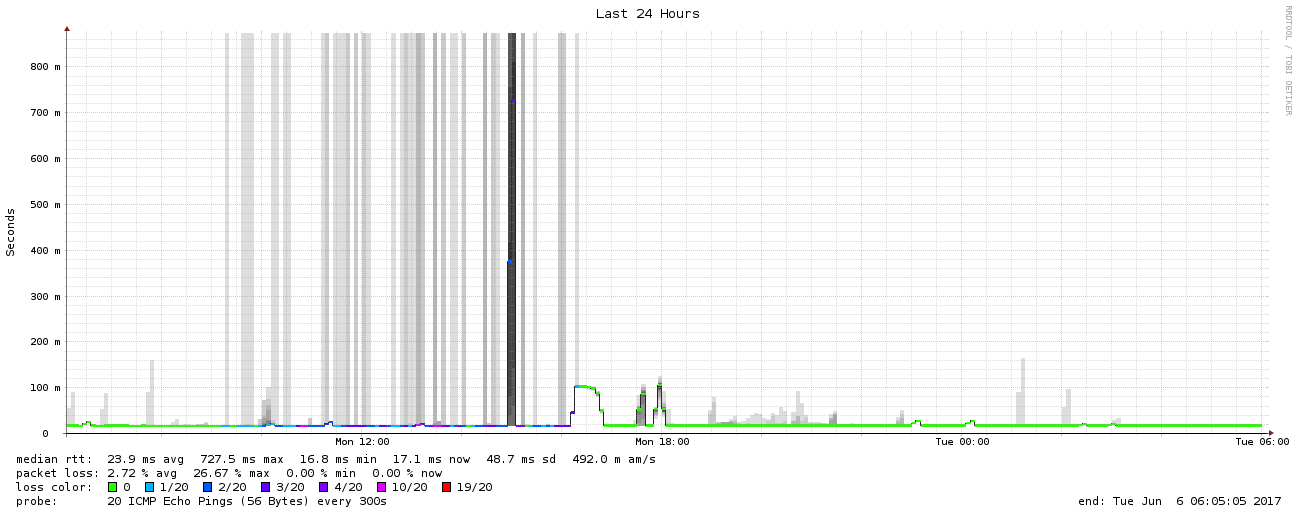 Last 24 Hours
RRDTOOL / TOBI OETIKER
Seconds
800 m
700 m
600 m
500 m
400 m
300 m
200 m
100 m
0
Mon 12:00 Mon 18:00 Tue 00:00 Tue 06:00
median rtt: 23.9 ms avg 727.5 ms max 16.8 ms min 17.1 ms now 48.7 ms sd 492.0 m am/s
packet loss: 2.72 % avg 26.67 % max 0.00 % min 0.00 % now
loss color: 0 1/20 2/20 3/20 4/20 10/20 19/20
probe: 20 ICMP Echo Pings (56 Bytes) every 300s end: Tue Jun 6 06:05:05 2017